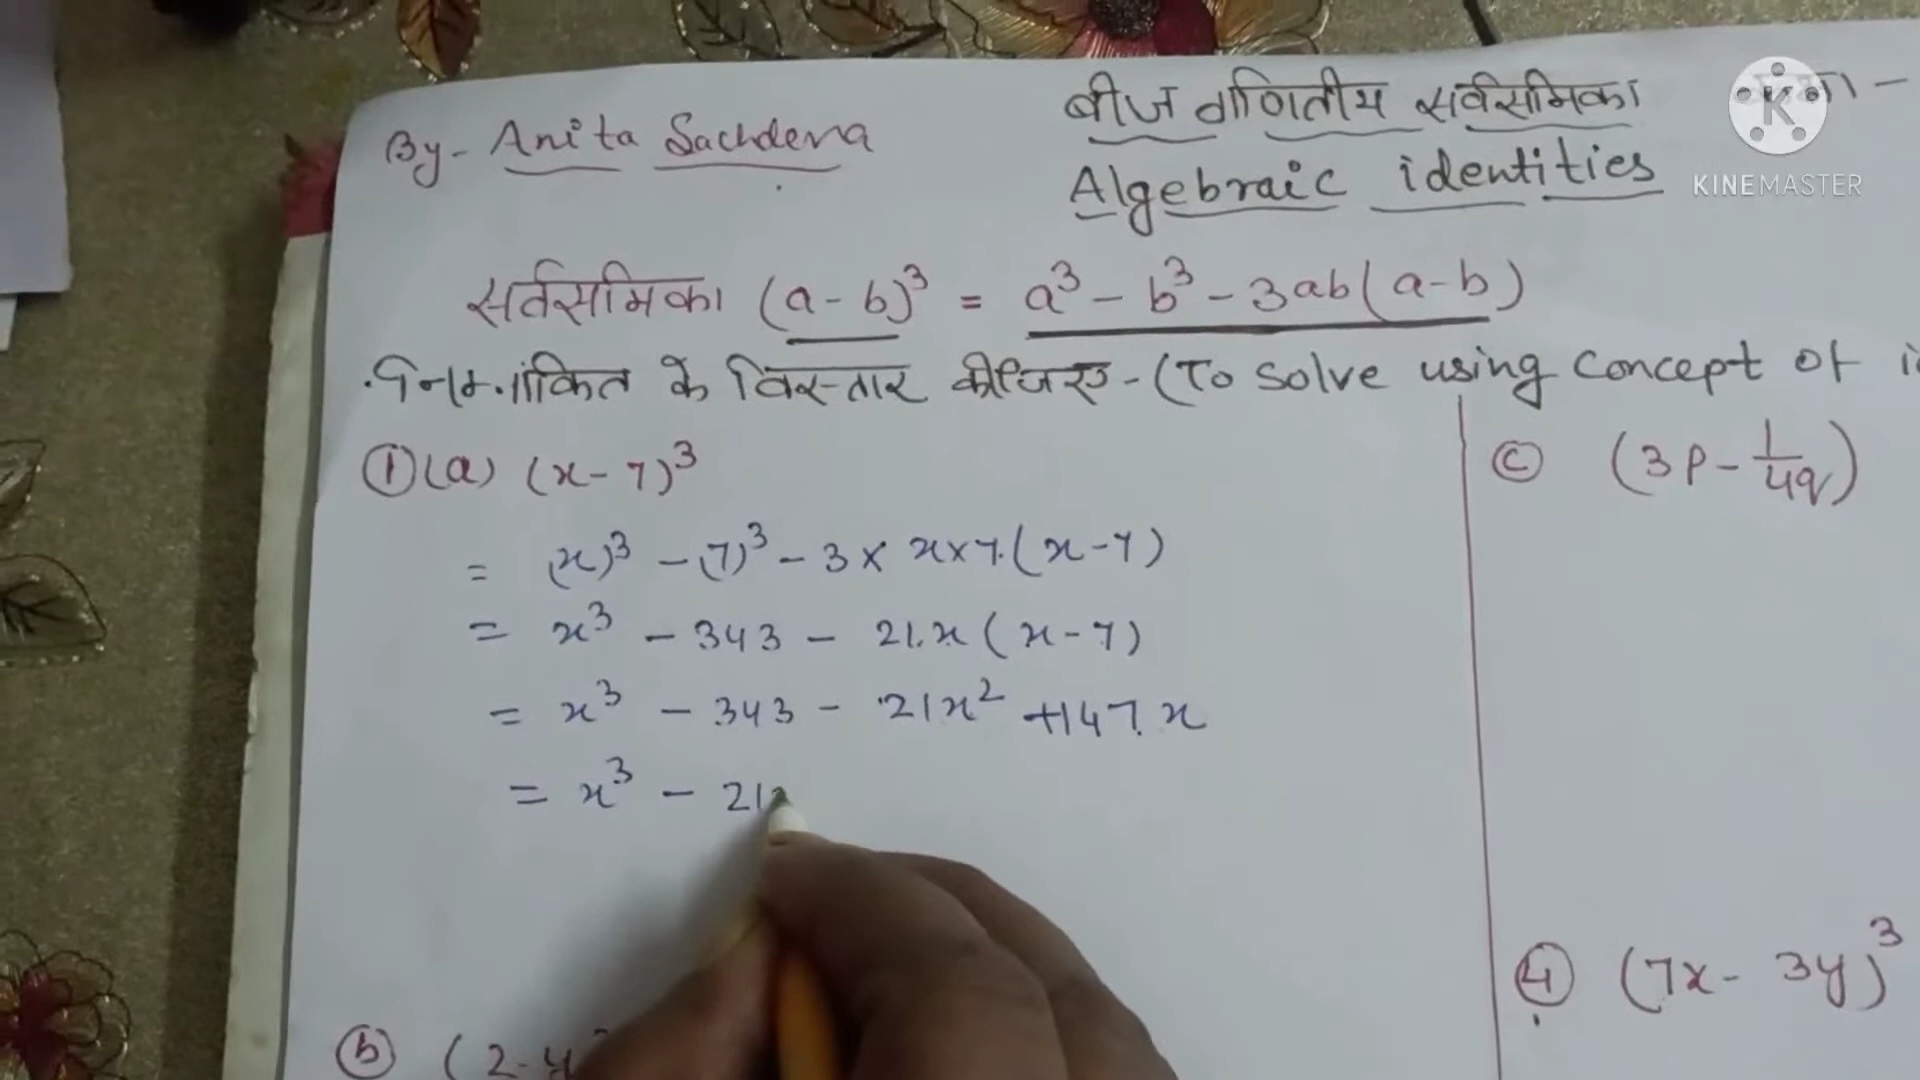 By- Anita Sachdeva
बीज गणितीय सर्वसमिका
Algebraic identities
KINEMASTER
सर्वसमिका (a-b)³ = a³ - b³ - 3ab(a-b)
निम्नांकित के विस्तार कीजिए - (To solve using concept of
① (a) (x-7)³
= (x)³ - (7)³ - 3 × x × 7.(x-7)
= x³ - 343 - 21.x (x-7)
= x³ - 343 - 21x² + 147.x
= x³ - 21
ⓑ (2-y
ⓒ (3p - 1/4q)
④ (7x - 3y)³